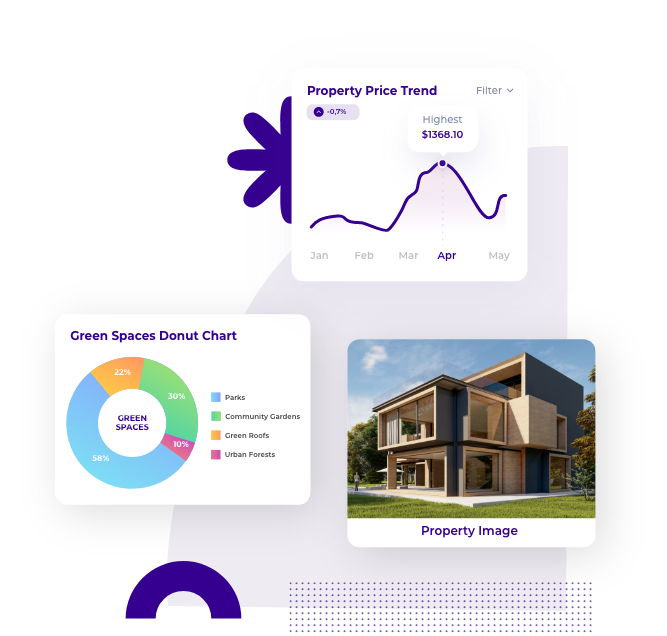 Property Price Trend
Filter
-0,7%
Highest
$1368.10
Jan Feb Mar Apr May
Green Spaces Donut Chart
22%
30%
10%
58%
GREEN
SPACES
Parks
Community Gardens
Green Roofs
Urban Forests
Property Image